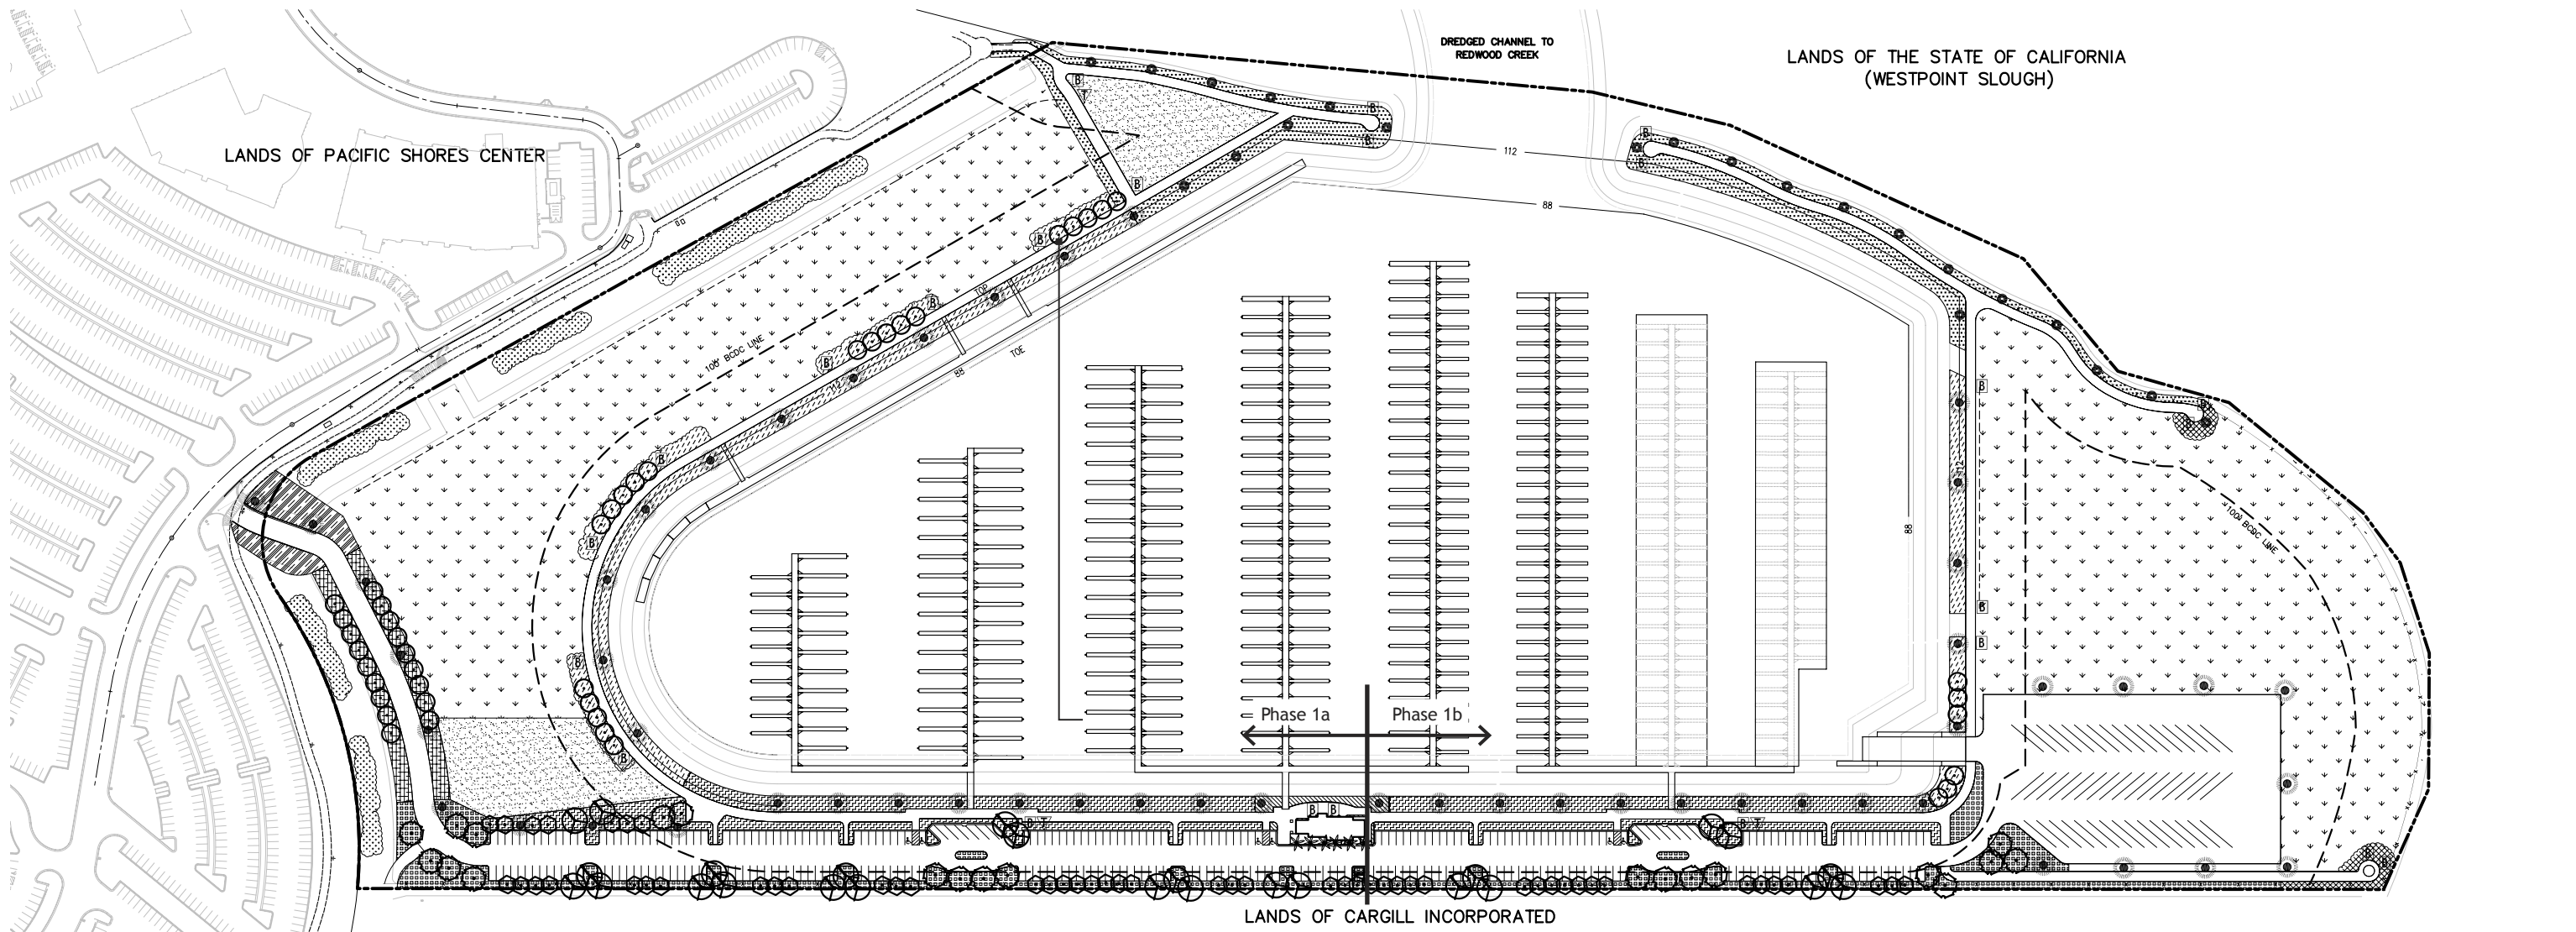 DREDGED CHANNEL TO
REDWOOD CREEK
LANDS OF THE STATE OF CALIFORNIA
(WESTPOINT SLOUGH)
LANDS OF PACIFIC SHORES CENTER
B
T
B
B
B
B
B
112
88
B
B
TOP
TOE
88
112
100' BCDC LINE
B
B
B
B
B
B
B
112
88
B
B
B
B
100' BCDC LINE
Phase 1a
Phase 1b
B
B
B
T
B
T
LANDS OF CARGILL INCORPORATED